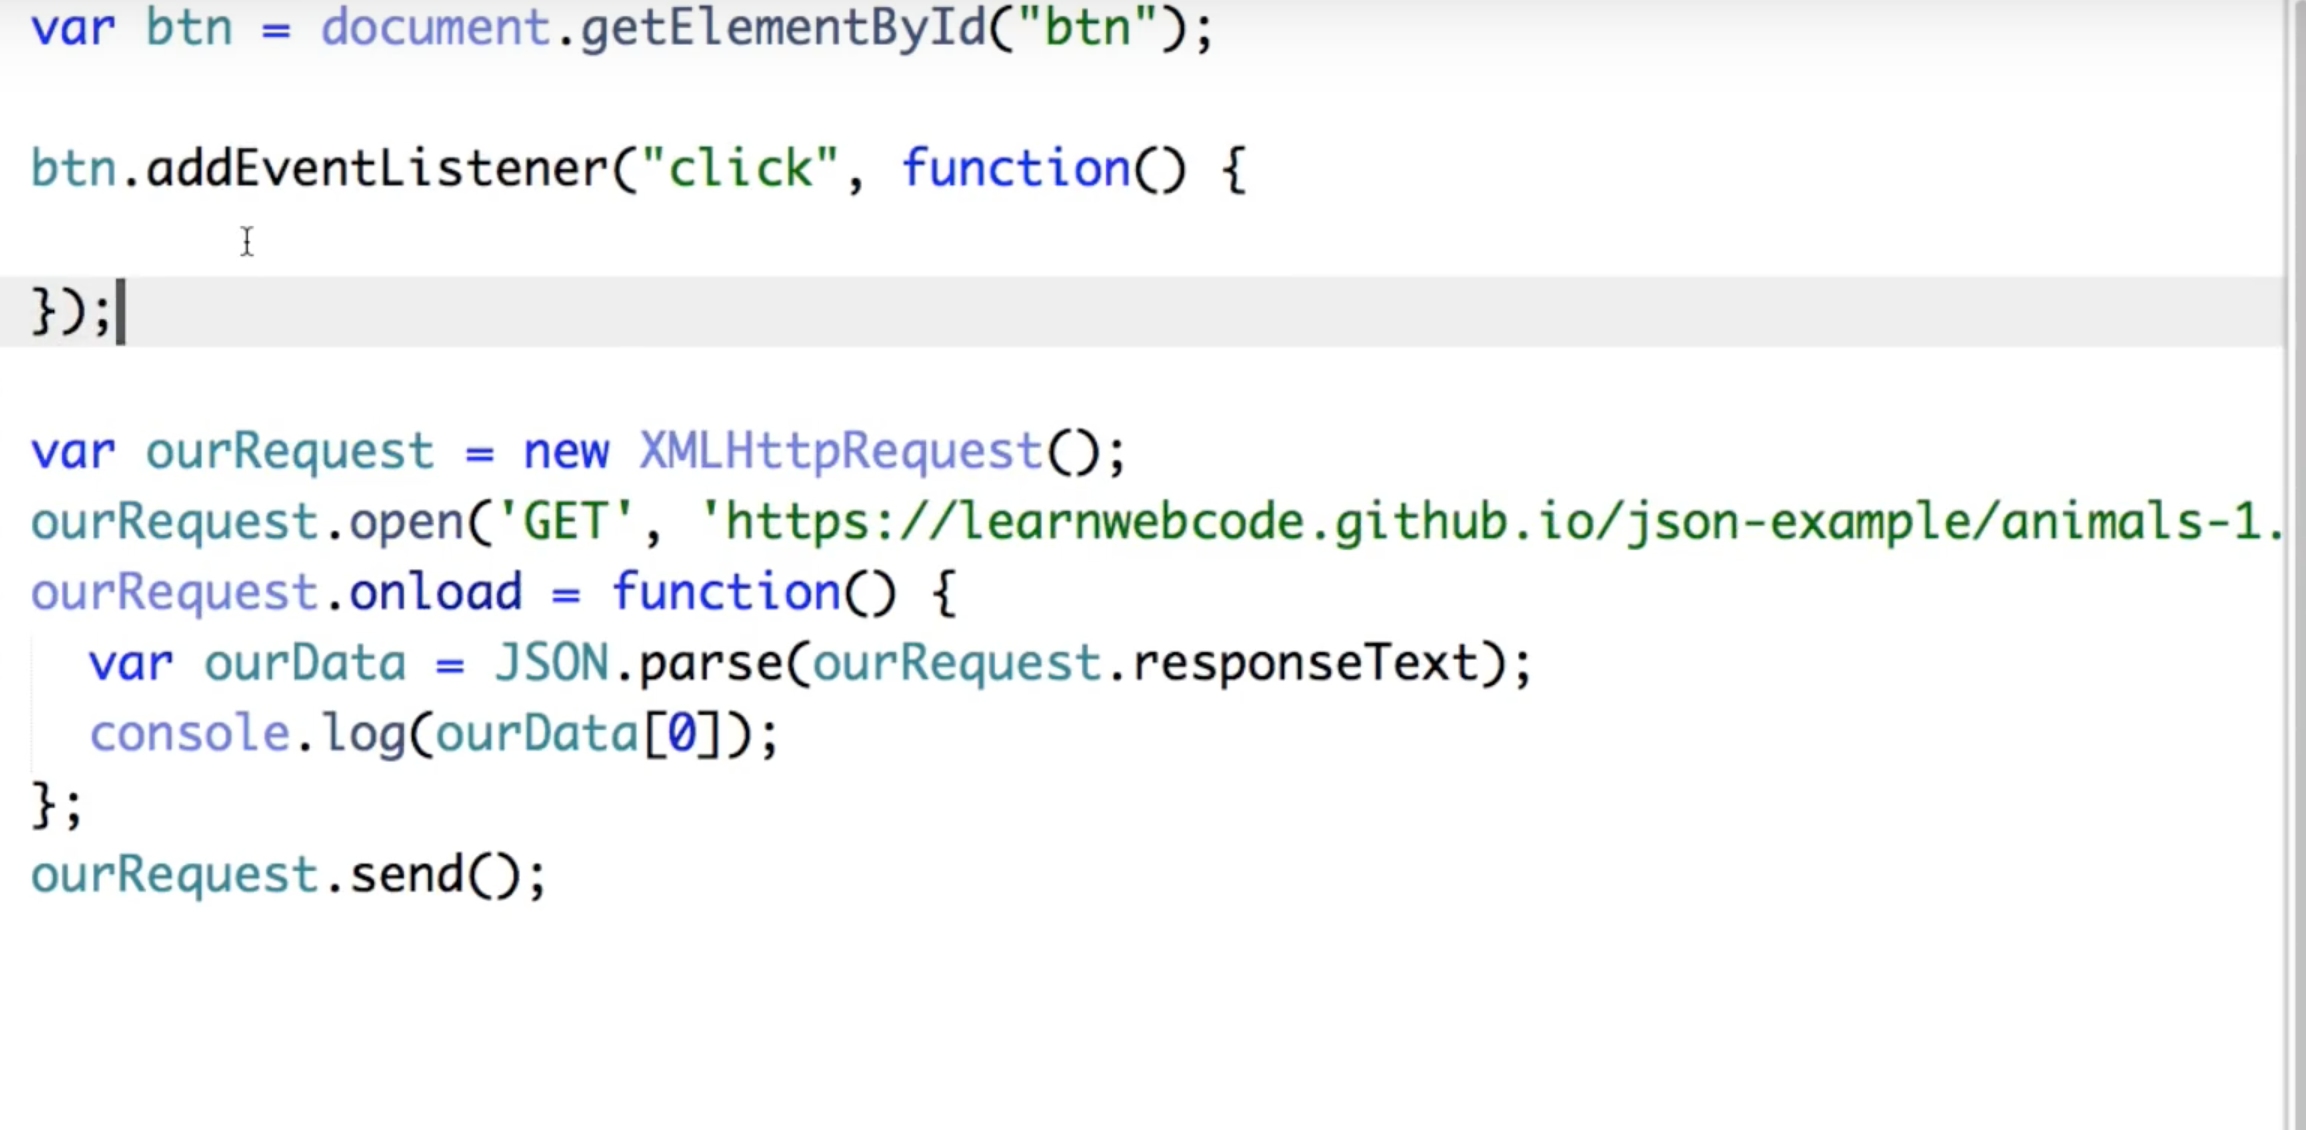 var btn = document.getElementById("btn");
btn.addEventListener("click", function() {
});
var ourRequest = new XMLHttpRequest();
ourRequest.open('GET', 'https://learnwebcode.github.io/json-example/animals-1.
ourRequest.onload = function() {
var ourData = JSON.parse(ourRequest.responseText);
console.log(ourData[0]);
};
ourRequest.send();